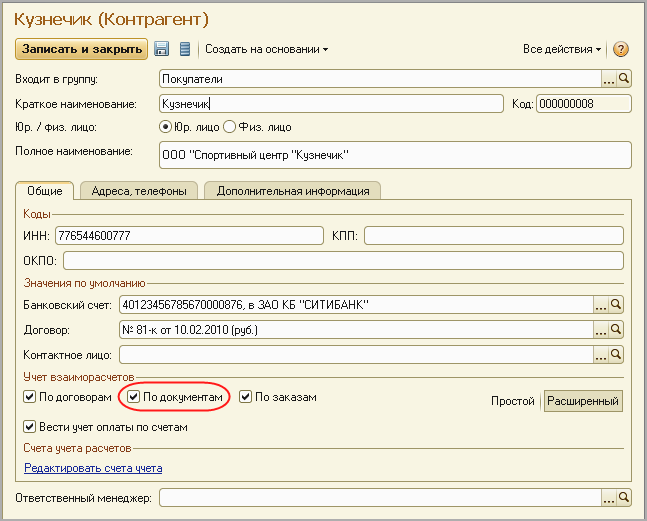 Кузнечик (Контрагент)
Записать и закрыть Создать на основании Все действия ?
Входит в группу: Покупатели ...
Краткое наименование: Кузнечик Код: 000000008
Юр. / физ. лицо: Юр. лицо Физ. лицо
Полное наименование: ООО "Спортивный центр "Кузнечик"
Общие Адреса, телефоны Дополнительная информация
Коды
ИНН: 776544600777 КПП:
ОКПО:
Значения по умолчанию
Банковский счет: 40123456785670000876, в ЗАО КБ "СИТИБАНК" ...
Договор: № 81-к от 10.02.2010 (руб.) ...
Контактное лицо: ...
Учет взаиморасчетов
По договорам По документам По заказам Простой Расширенный
Вести учет оплаты по счетам
Счета учета расчетов
Редактировать счета учета
Ответственный менеджер: ...